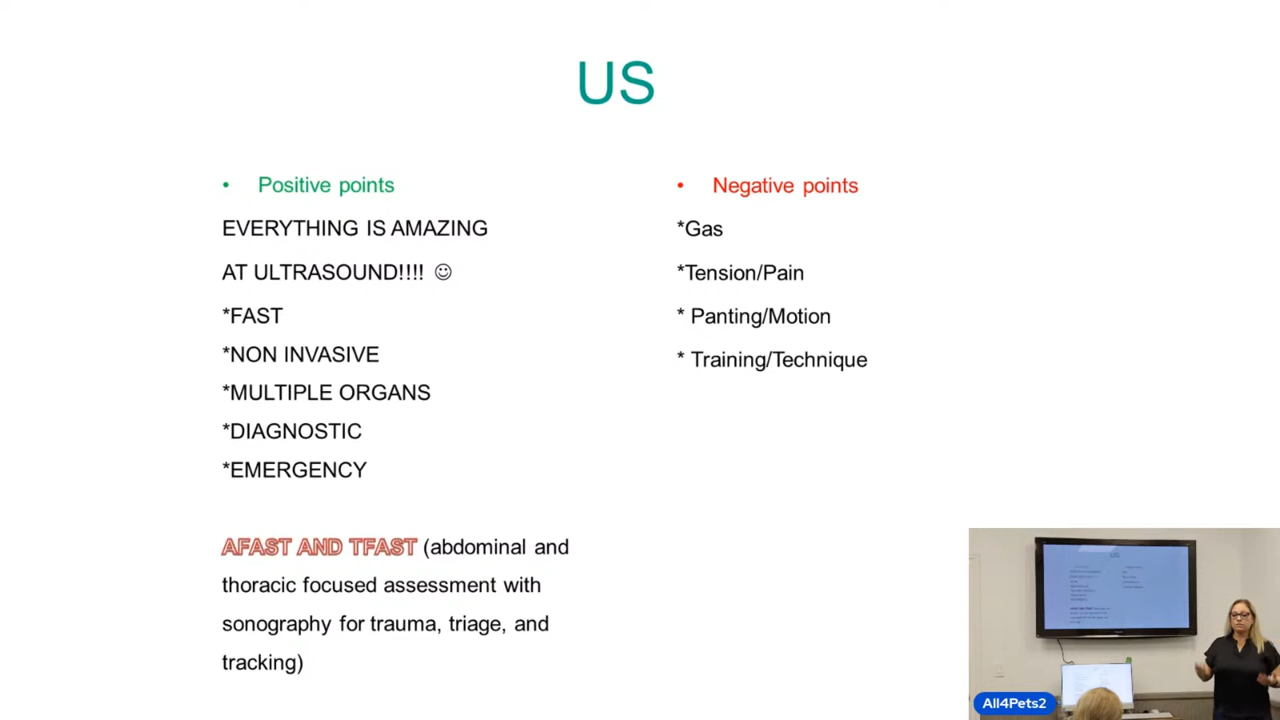 US
• Positive points
EVERYTHING IS AMAZING
AT ULTRASOUND!!!! ☺
*FAST
*NON INVASIVE
*MULTIPLE ORGANS
*DIAGNOSTIC
*EMERGENCY
AFAST AND TFAST (abdominal and
thoracic focused assessment with
sonography for trauma, triage, and
tracking)
• Negative points
*Gas
*Tension/Pain
* Panting/Motion
* Training/Technique
US
All4Pets2